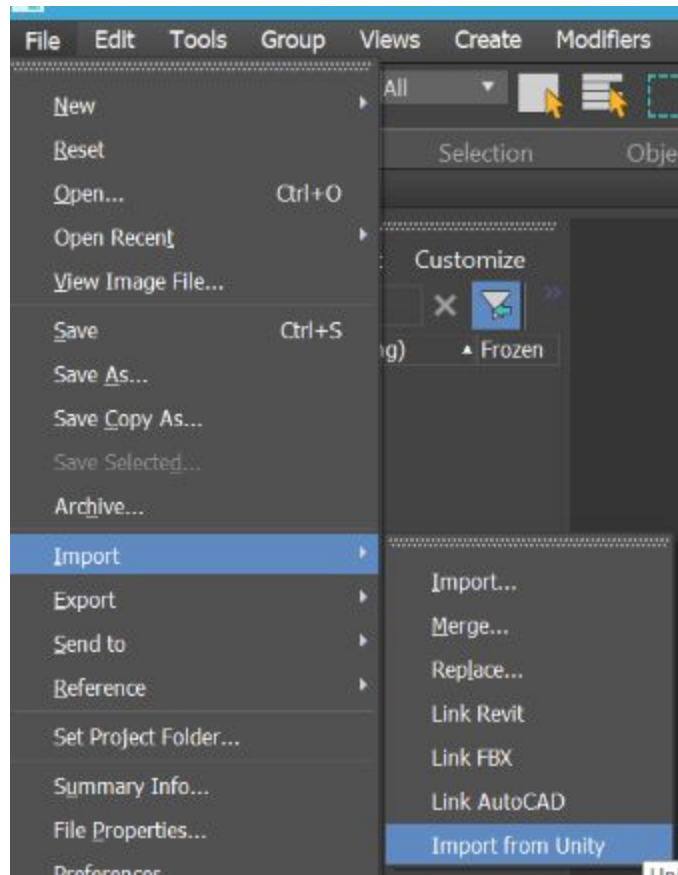 File Edit Tools Group Views Create Modifiers
All
Selection
New
Reset
Open... Ctrl+O
Open Recent
View Image File...
Customize
Frozen
Save Ctrl+S
Save As...
Save Copy As...
Save Selected...
Archive...
Import
Export
Send to
Reference
Set Project Folder...
Summary Info...
File Properties...
Preferences
Import...
Merge...
Replace...
Link Revit
Link FBX
Link AutoCAD
Import from Unity